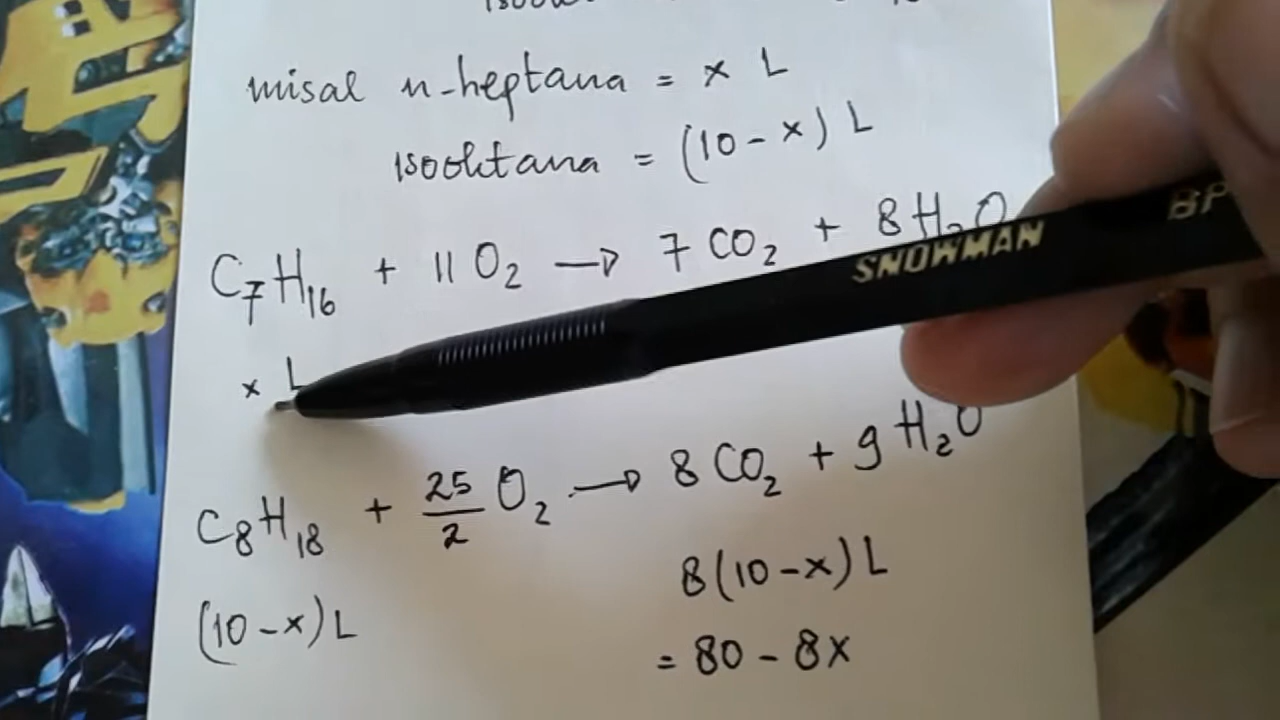 misal n-heptana = x L
isooktana = (10-x) L
C₇H₁₆ + 11 O₂ → 7 CO₂ + 8 H₂O
SNOWMAN BP
x L
C₈H₁₈ + 25/2 O₂ → 8 CO₂ + 9 H₂O
8(10-x) L
(10-x) L
= 80 - 8x